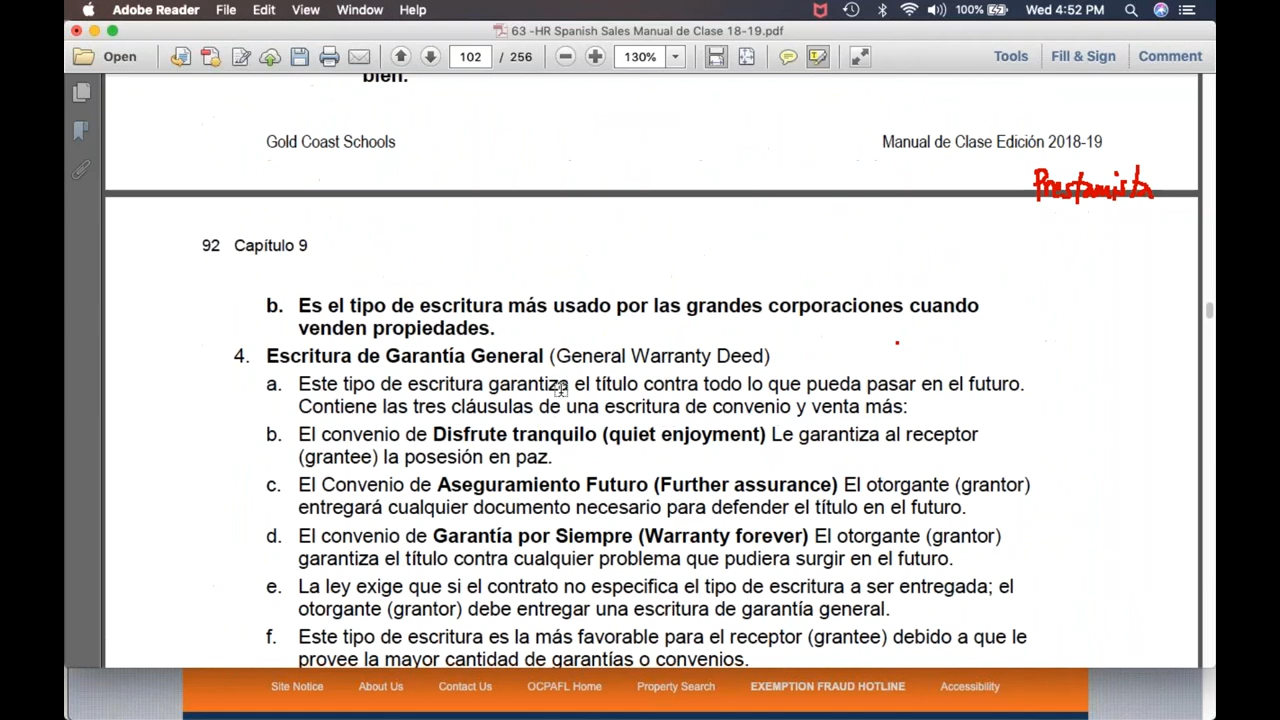 Adobe Reader File Edit View Window Help 100% Wed 4:52 PM
63 -HR Spanish Sales Manual de Clase 18-19.pdf
Open 102 / 256 130% Tools Fill & Sign Comment
bien.
Gold Coast Schools Manual de Clase Edición 2018-19
Prestamista
92 Capítulo 9
b. Es el tipo de escritura más usado por las grandes corporaciones cuando
venden propiedades.
4. Escritura de Garantía General (General Warranty Deed)
a. Este tipo de escritura garantiza el título contra todo lo que pueda pasar en el futuro.
Contiene las tres cláusulas de una escritura de convenio y venta más:
b. El convenio de Disfrute tranquilo (quiet enjoyment) Le garantiza al receptor
(grantee) la posesión en paz.
c. El Convenio de Aseguramiento Futuro (Further assurance) El otorgante (grantor)
entregará cualquier documento necesario para defender el título en el futuro.
d. El convenio de Garantía por Siempre (Warranty forever) El otorgante (grantor)
garantiza el título contra cualquier problema que pudiera surgir en el futuro.
e. La ley exige que si el contrato no especifica el tipo de escritura a ser entregada; el
otorgante (grantor) debe entregar una escritura de garantía general.
f. Este tipo de escritura es la más favorable para el receptor (grantee) debido a que le
provee la mayor cantidad de garantías o convenios.
Site Notice About Us Contact Us OCPAFL Home Property Search EXEMPTION FRAUD HOTLINE Accessibility